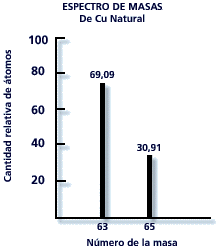 ESPECTRO DE MASAS
De Cu Natural
Cantidad relativa de átomos
100
80
60
40
20
69,09
30,91
63
65
Número de la masa